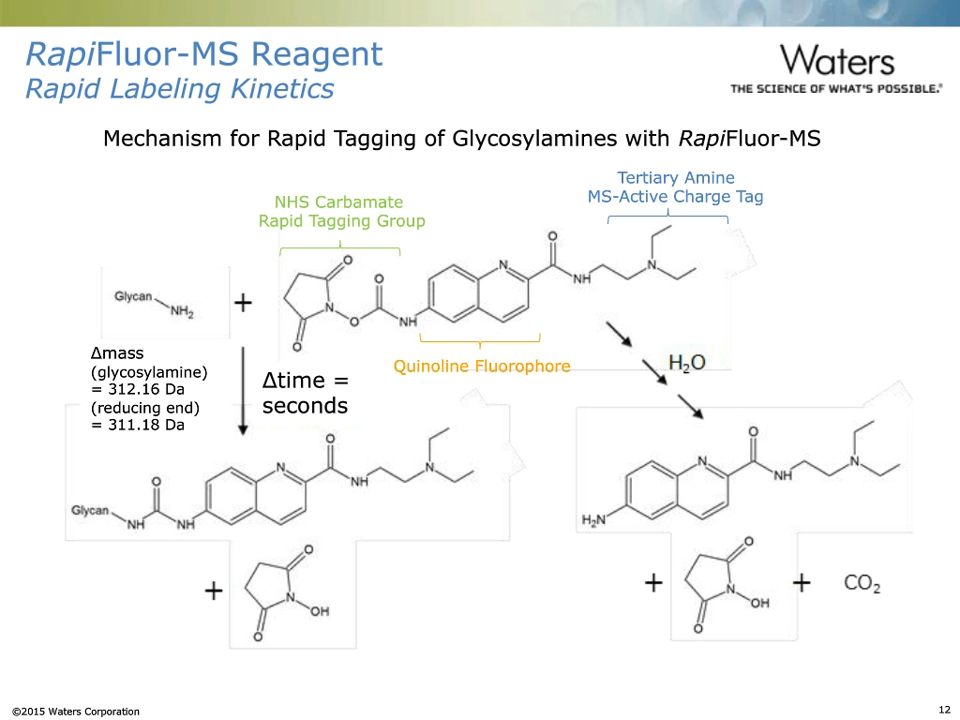 RapiFluor-MS Reagent
Rapid Labeling Kinetics
Waters
THE SCIENCE OF WHAT'S POSSIBLE.®
Mechanism for Rapid Tagging of Glycosylamines with RapiFluor-MS
Tertiary Amine
MS-Active Charge Tag
NHS Carbamate
Rapid Tagging Group
O
O
O
N
N
NH
Glycan
NH₂
+
N
O
NH
O
Quinoline Fluorophore
H₂O
Δmass
(glycosylamine)
= 312.16 Da
(reducing end)
= 311.18 Da
Δtime =
seconds
O
N
N
NH
O
Glycan
NH
NH
O
N
N
NH
H₂N
+
O
N
OH
O
+
O
N
OH
O
+
CO₂
©2015 Waters Corporation
12